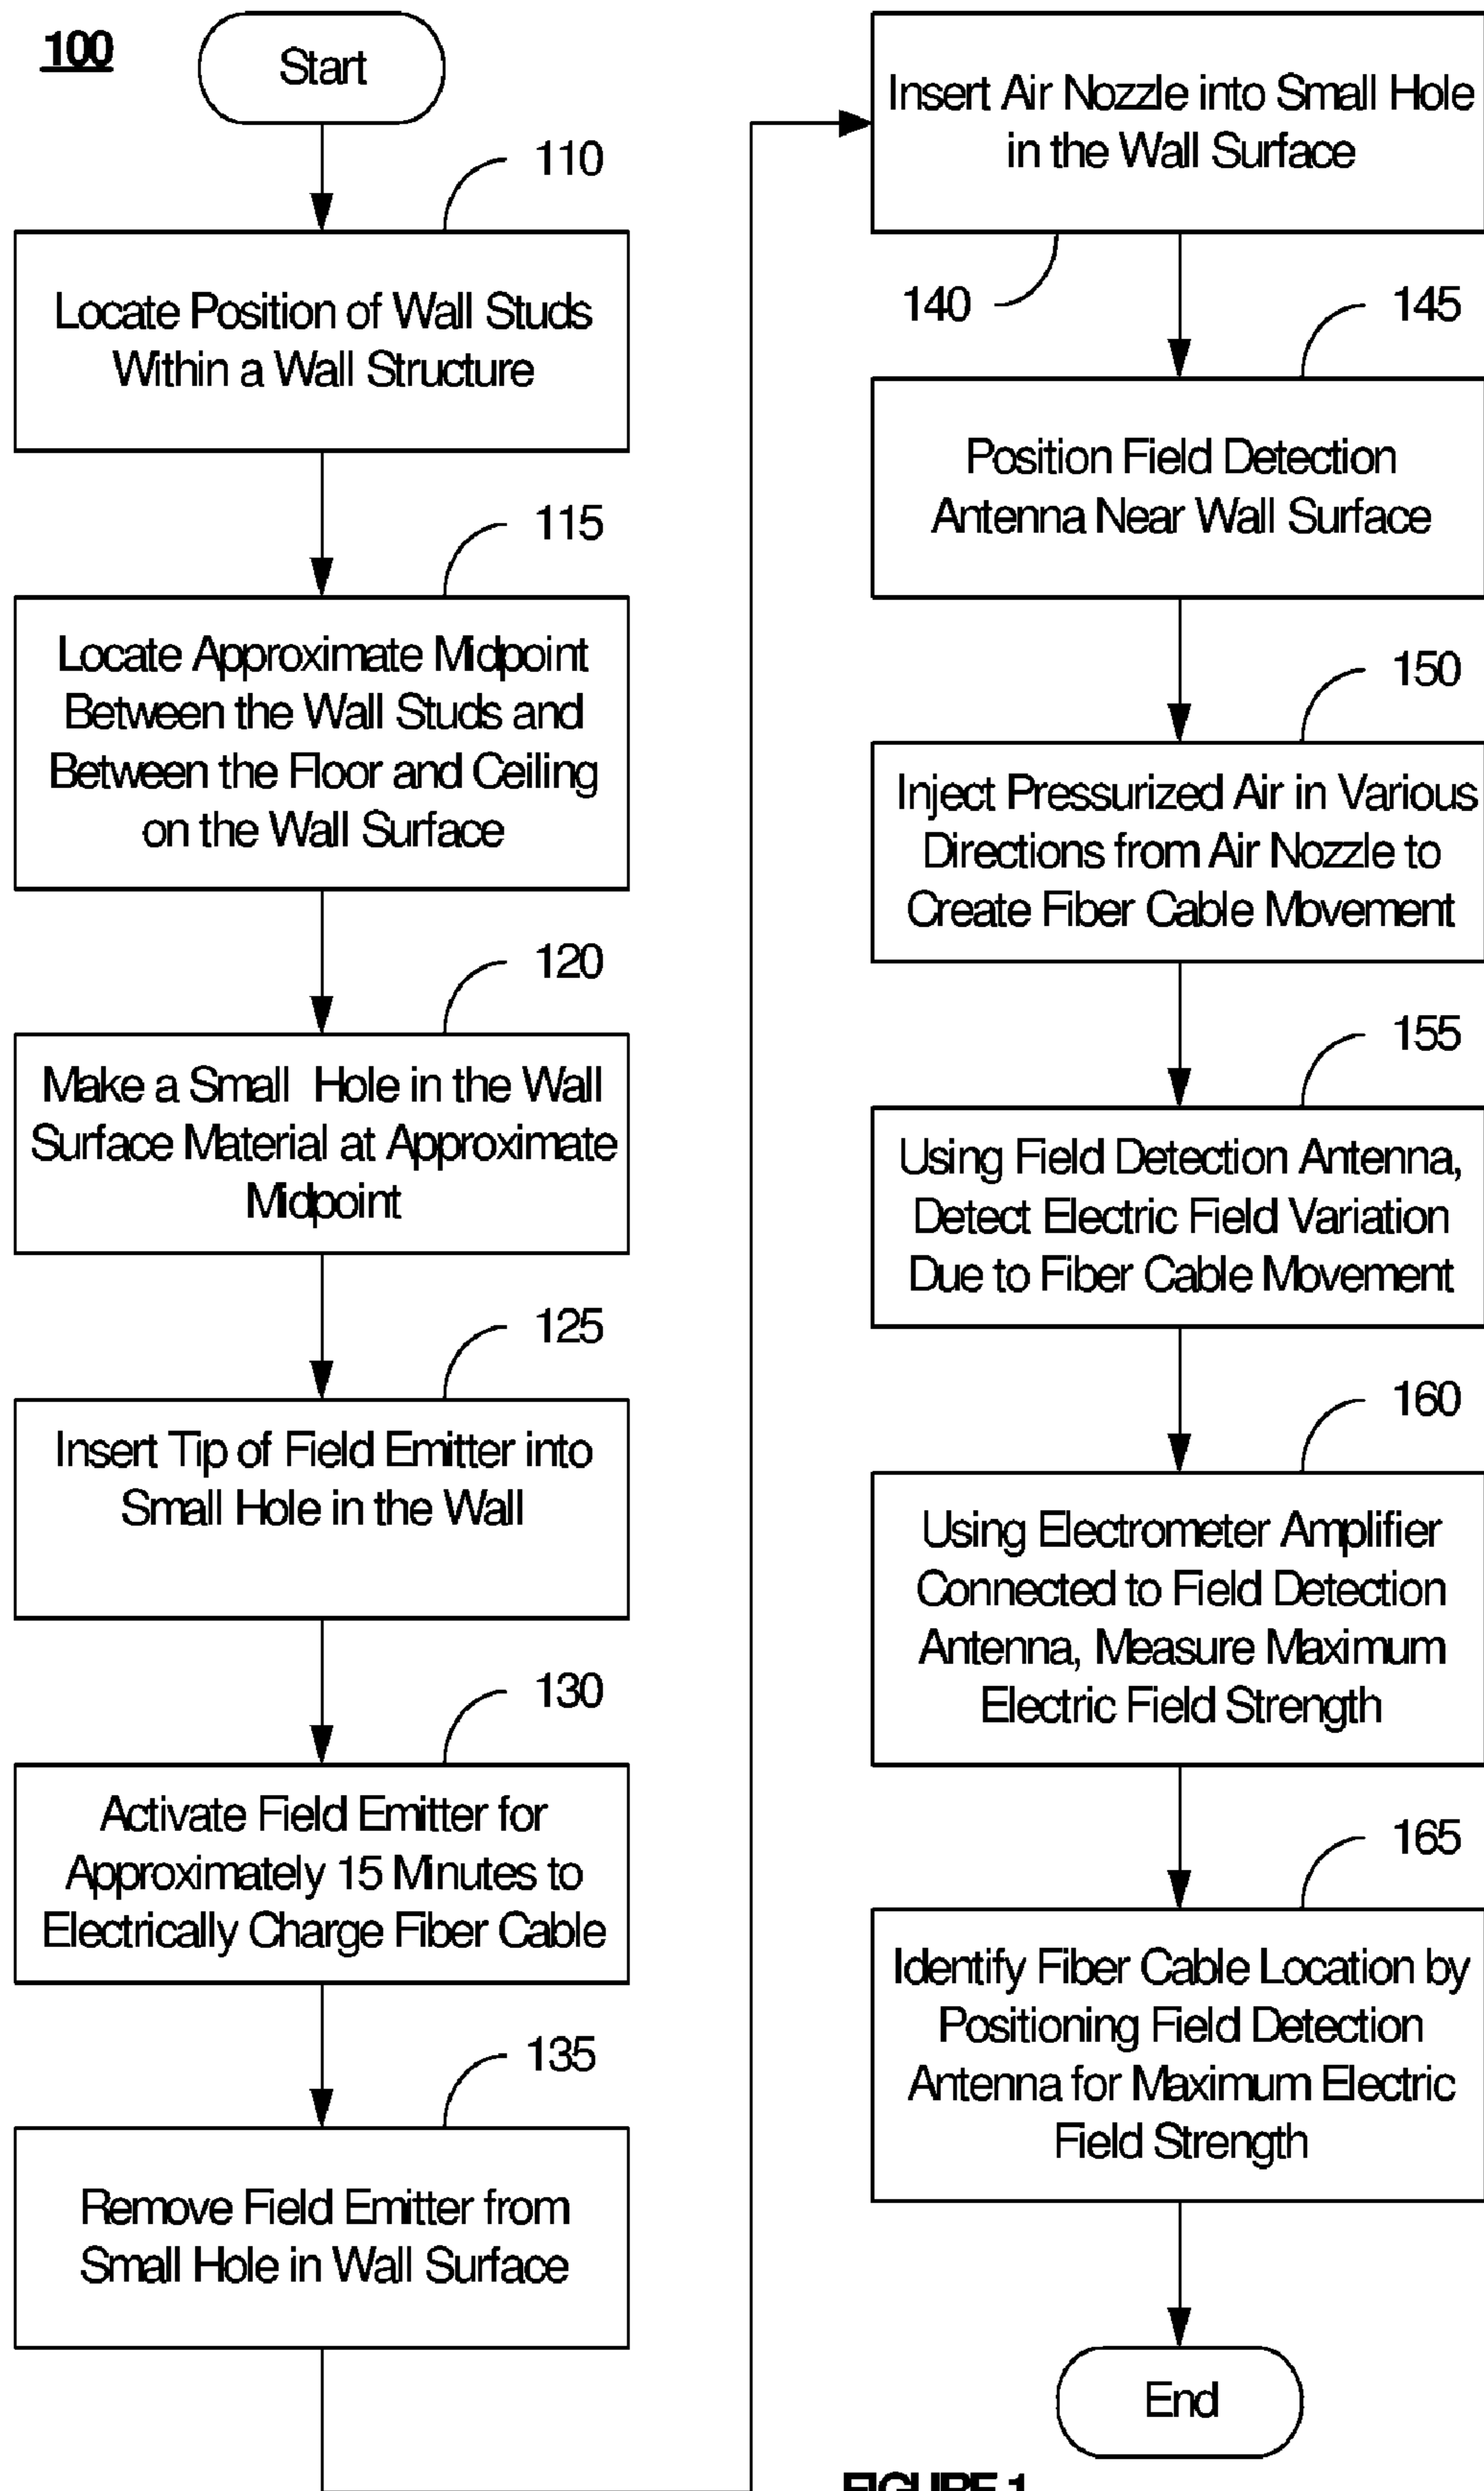 100
Start
110
Locate Position of Wall Studs
Within a Wall Structure
115
Locate Approximate Midpoint
Between the Wall Studs and
Between the Floor and Ceiling
on the Wall Surface
120
Make a Small Hole in the Wall
Surface Material at Approximate
Midpoint
125
Insert Tip of Field Emitter into
Small Hole in the Wall
130
Activate Field Emitter for
Approximately 15 Minutes to
Electrically Charge Fiber Cable
135
Remove Field Emitter from
Small Hole in Wall Surface
Insert Air Nozzle into Small Hole
in the Wall Surface
140
145
Position Field Detection
Antenna Near Wall Surface
150
Inject Pressurized Air in Various
Directions from Air Nozzle to
Create Fiber Cable Movement
155
Using Field Detection Antenna,
Detect Electric Field Variation
Due to Fiber Cable Movement
160
Using Electrometer Amplifier
Connected to Field Detection
Antenna, Measure Maximum
Electric Field Strength
165
Identify Fiber Cable Location by
Positioning Field Detection
Antenna for Maximum Electric
Field Strength
End
FIGURE 1